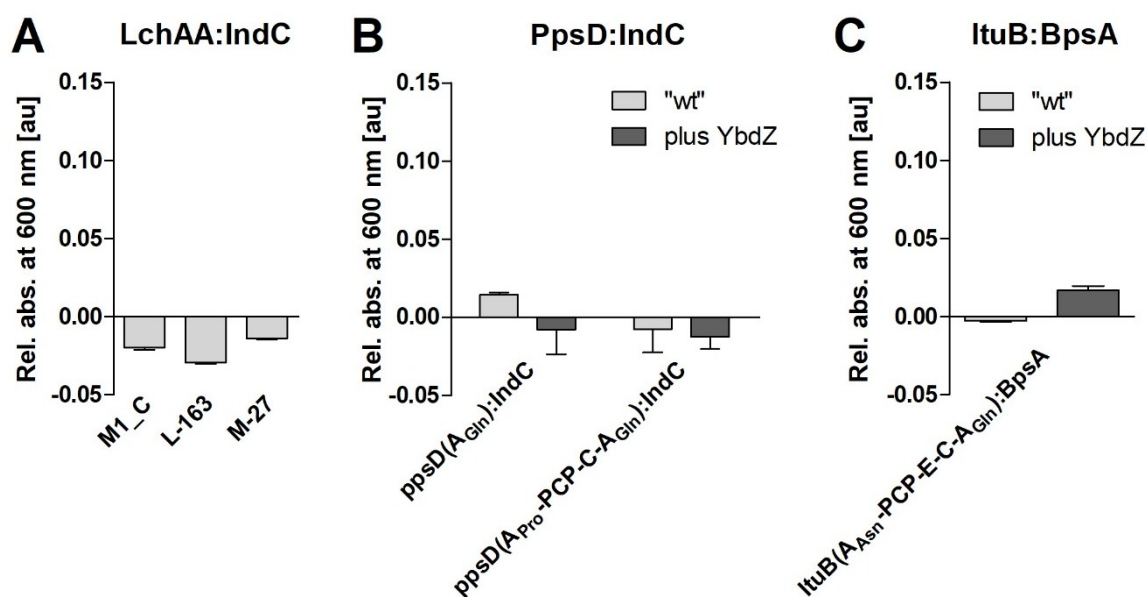 A LchAA:IndC
Rel. abs. at 600 nm [au]
0.15
0.10
0.05
0.00
-0.05
M1_C
L-163
M-27
B PpsD:IndC
Rel. abs. at 600 nm [au]
0.15
0.10
0.05
0.00
-0.05
"wt"
plus YbdZ
ppsD(AGln):IndC
ppsD(APro-PCP-C-AGln):IndC
C ItuB:BpsA
Rel. abs. at 600 nm [au]
0.15
0.10
0.05
0.00
-0.05
"wt"
plus YbdZ
ItuB(AAsn-PCP-E-C-AGln):BpsA